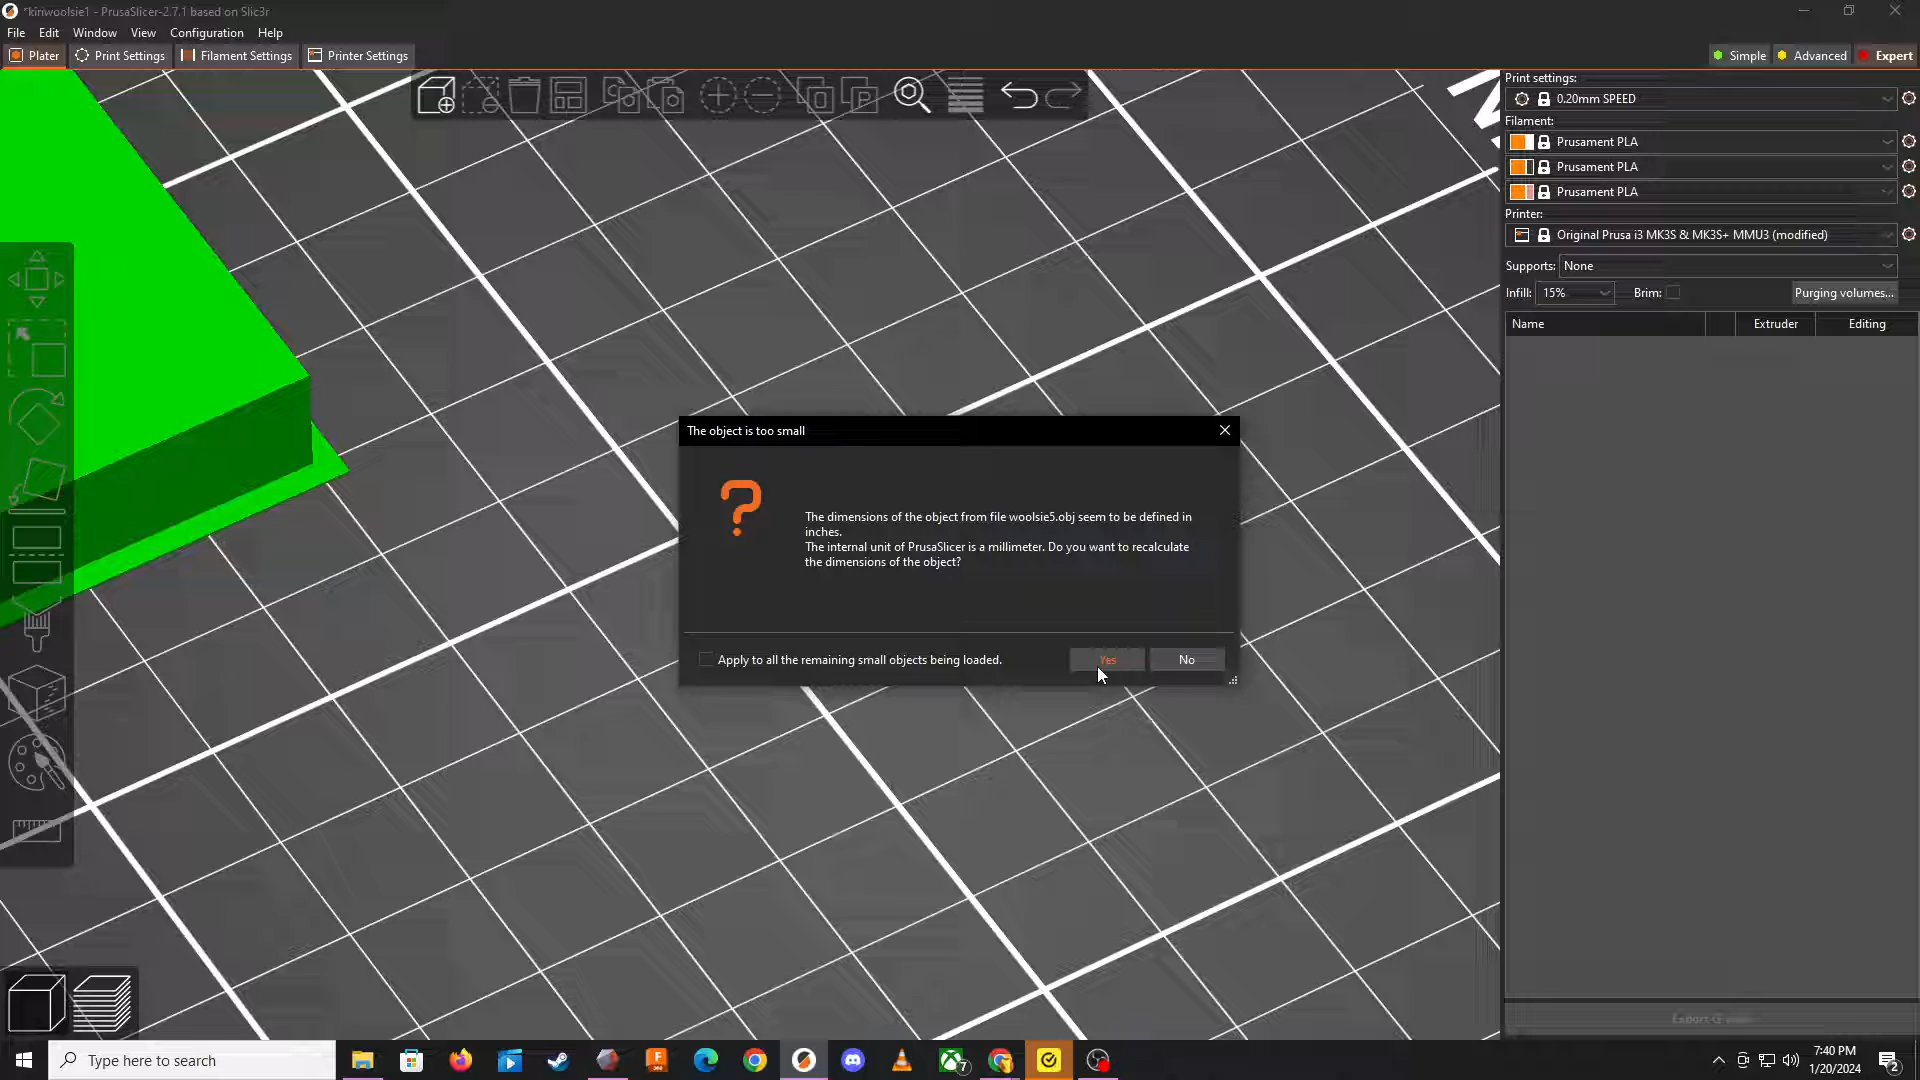 *kinwoolsie1 - PrusaSlicer-2.7.1 based on Slic3r
File Edit Window View Configuration Help
Plater Print Settings Filament Settings Printer Settings
Simple Advanced Expert
Print settings:
0.20mm SPEED
Filament:
Prusament PLA
Prusament PLA
Prusament PLA
Printer:
Original Prusa i3 MK3S & MK3S+ MMU3 (modified)
Supports: None
Infill: 15% Brim: Purging volumes...
Name Extruder Editing
The object is too small
The dimensions of the object from file woolsie5.obj seem to be defined in
inches.
The internal unit of PrusaSlicer is a millimeter. Do you want to recalculate
the dimensions of the object?
Apply to all the remaining small objects being loaded. Yes No
Type here to search
7:40 PM
1/20/2024
7
2